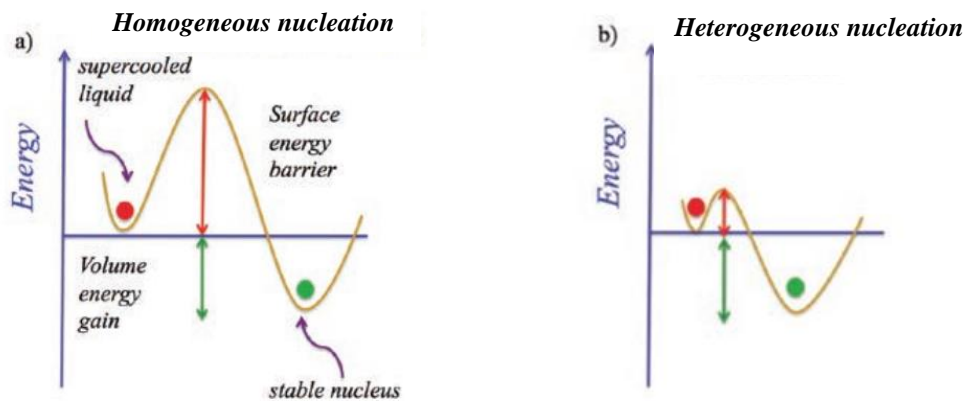 Homogeneous nucleation
a)
supercooled
liquid
Surface
energy
barrier
Energy
Volume
energy
gain
stable nucleus
Heterogeneous nucleation
b)
Energy